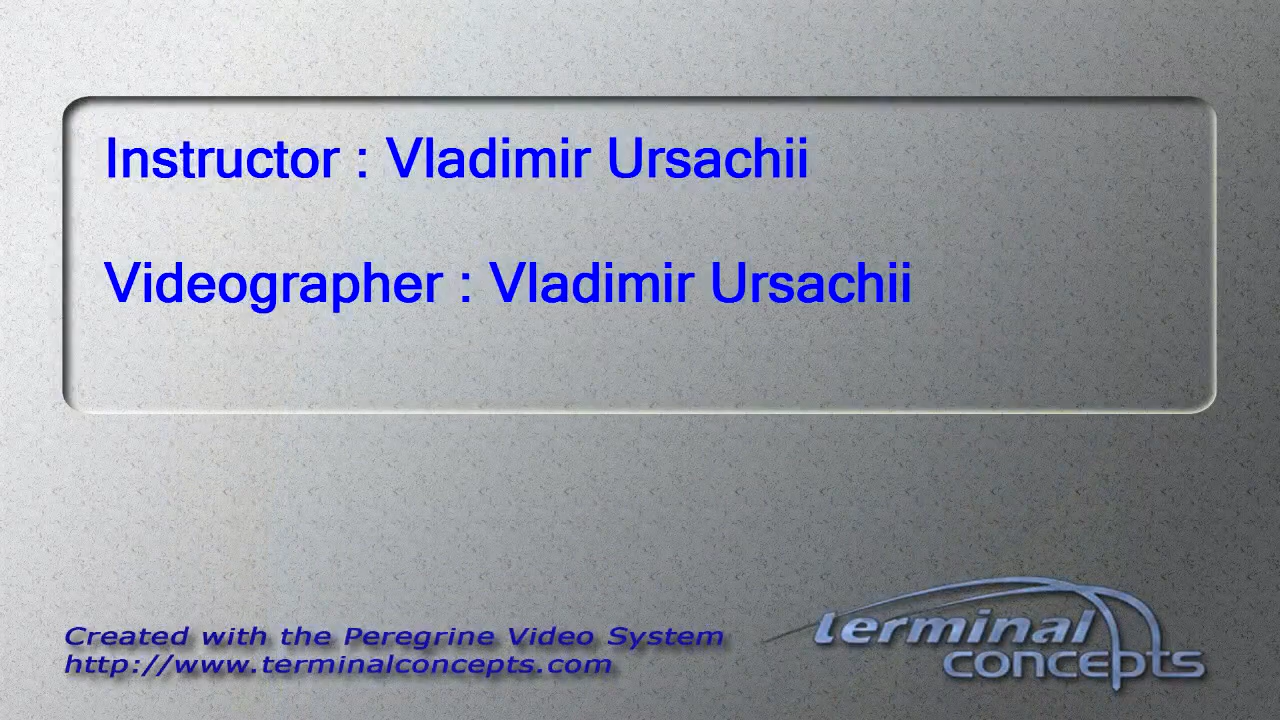 Instructor : Vladimir Ursachii
Videographer : Vladimir Ursachii
Created with the Peregrine Video System
http://www.terminalconcepts.com
terminal
concepts